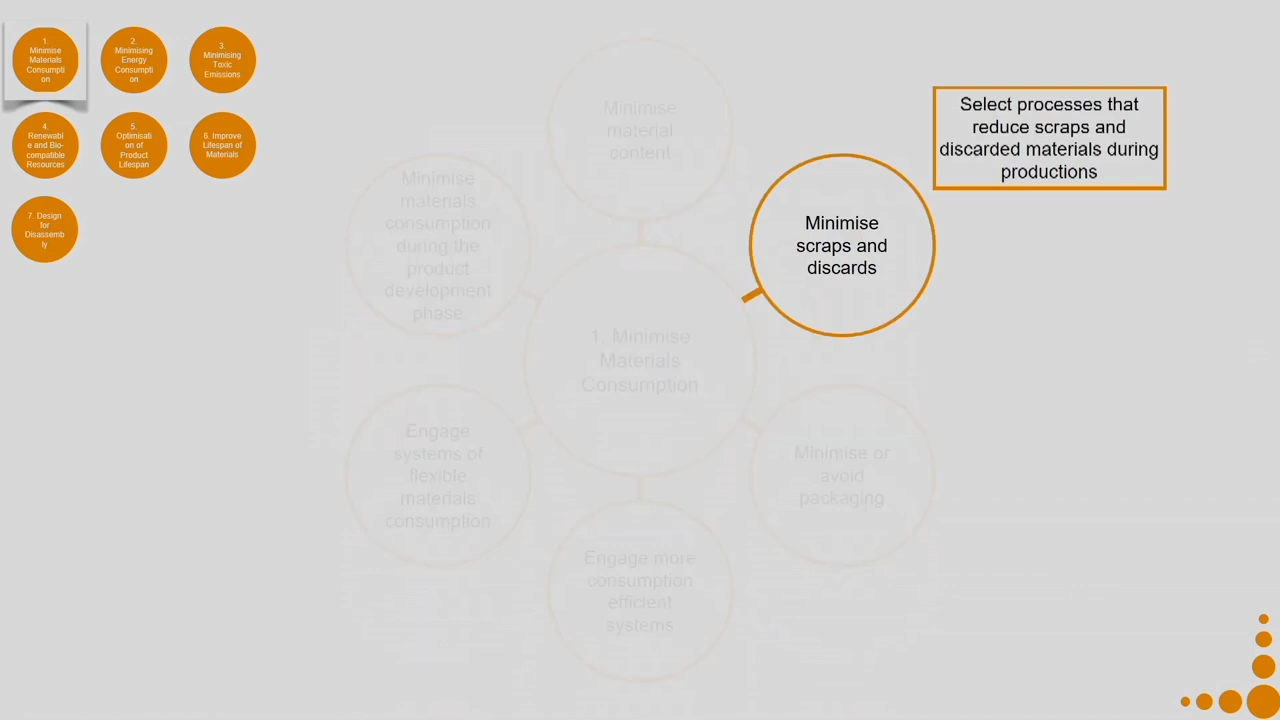 1.
Minimise
Materials
Consumpti
on
2.
Minimising
Energy
Consumpti
on
3.
Minimising
Toxic
Emissions
4.
Renewabl
e and Bio-
compatible
Resources
5.
Optimisati
on of
Product
Lifespan
6. Improve
Lifespan of
Materials
7. Design
for
Disassemb
ly
Minimise
material
content
Select processes that
reduce scraps and
discarded materials during
productions
Minimise
materials
consumption
during the
product
development
phase
Minimise
scraps and
discards
1. Minimise
Materials
Consumption
Engage
systems of
flexible
materials
consumption
Minimise or
avoid
packaging
Engage more
consumption
efficient
systems